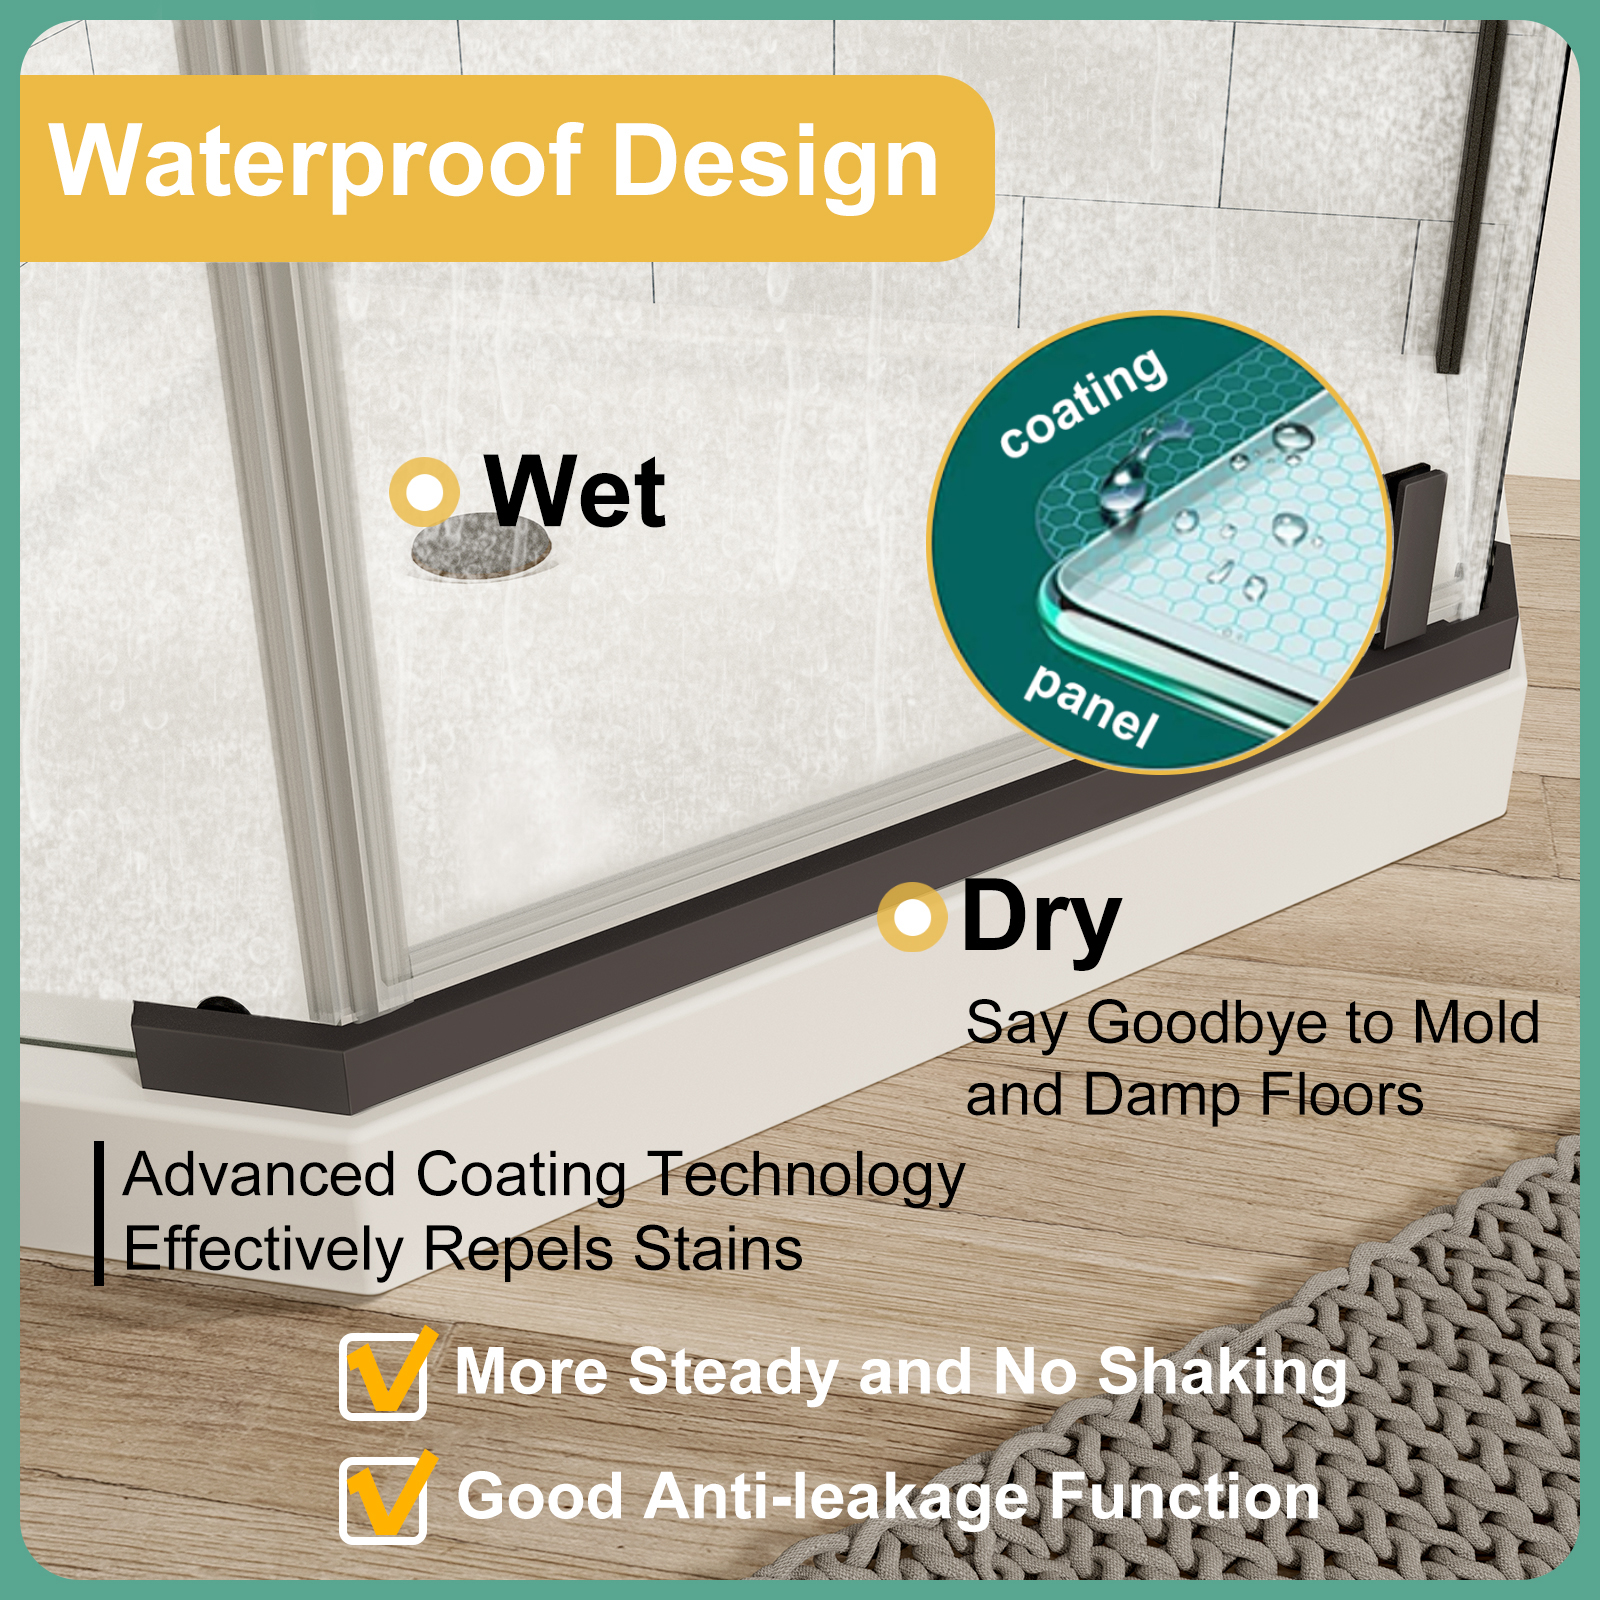 Waterproof Design
coating
Wet
panel
Dry
Say Goodbye to Mold
and Damp Floors
Advanced Coating Technology
Effectively Repels Stains
More Steady and No Shaking
Good Anti-leakage Function